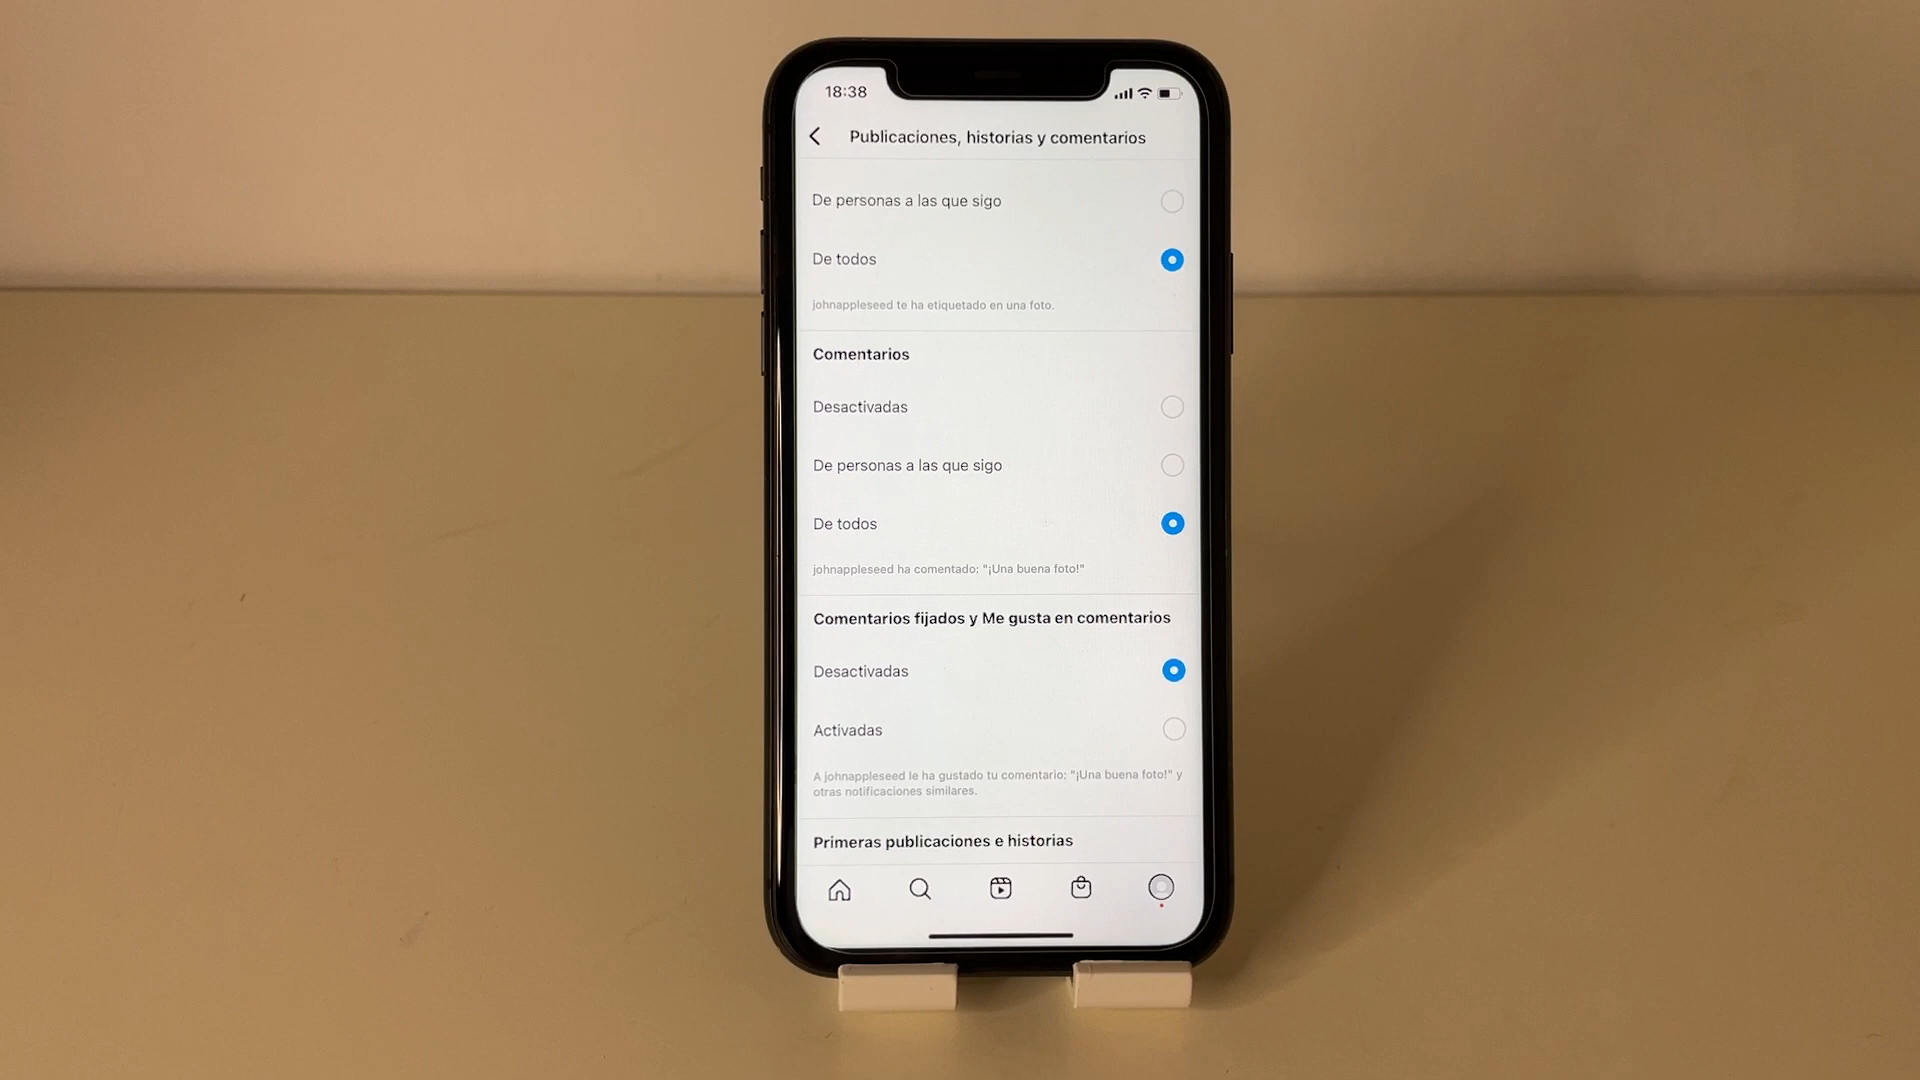 18:38
Publicaciones, historias y comentarios
De personas a las que sigo
De todos
johnappleseed te ha etiquetado en una foto.
Comentarios
Desactivadas
De personas a las que sigo
De todos
johnappleseed ha comentado: "¡Una buena foto!"
Comentarios fijados y Me gusta en comentarios
Desactivadas
Activadas
A johnappleseed le ha gustado tu comentario: "¡Una buena foto!" y
otras notificaciones similares.
Primeras publicaciones e historias